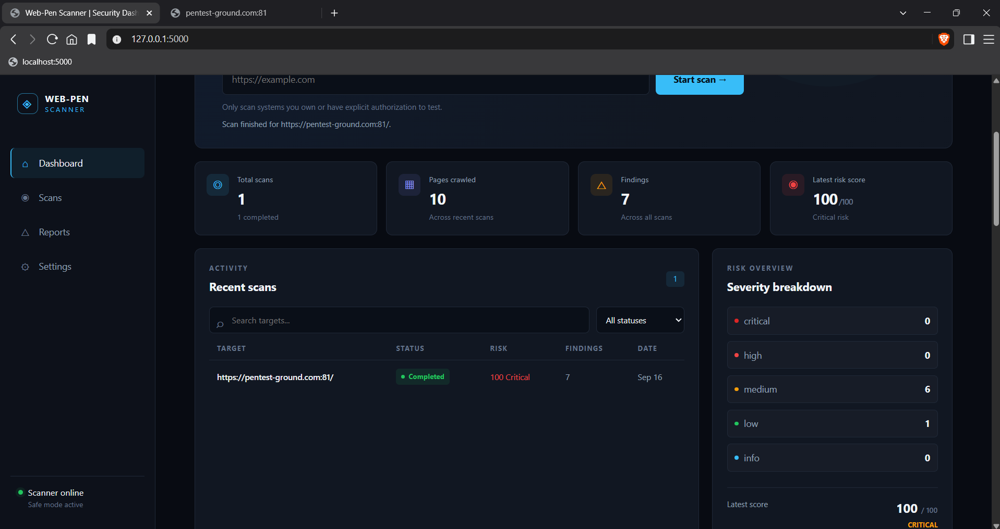 Web-Pen Scanner | Security Dash
pentest-ground.com:81
127.0.0.1:5000
localhost:5000
WEB-PEN
SCANNER
Dashboard
Scans
Reports
Settings
Scanner online
Safe mode active
https://example.com
Start scan →
Only scan systems you own or have explicit authorization to test.
Scan finished for https://pentest-ground.com:81/.
Total scans
1
1 completed
Pages crawled
10
Across recent scans
Findings
7
Across all scans
Latest risk score
100 /100
Critical risk
ACTIVITY
Recent scans
1
Search targets...
All statuses
TARGET STATUS RISK FINDINGS DATE
https://pentest-ground.com:81/ Completed 100 Critical 7 Sep 16
RISK OVERVIEW
Severity breakdown
critical 0
high 0
medium 6
low 1
info 0
Latest score 100 / 100
CRITICAL